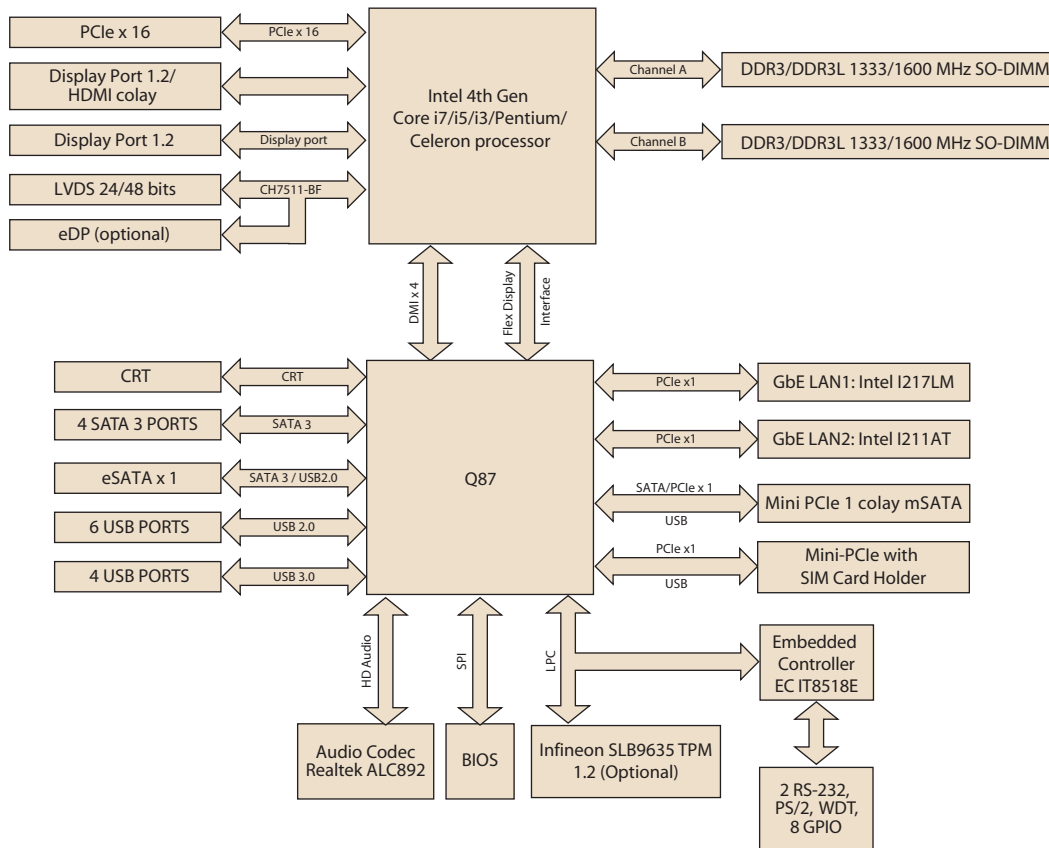 PCIe x 16
PCIe x 16
Display Port 1.2/
HDMI colay
Display Port 1.2
Display port
LVDS 24/48 bits
CH7511-BF
eDP (optional)
Intel 4th Gen
Core i7/i5/i3/Pentium/
Celeron processor
Channel A
DDR3/DDR3L 1333/1600 MHz SO-DIMM
Channel B
DDR3/DDR3L 1333/1600 MHz SO-DIMM
DMI x 4
Flex Display
Interface
CRT
CRT
4 SATA 3 PORTS
SATA 3
eSATA x 1
SATA 3 / USB2.0
6 USB PORTS
USB 2.0
4 USB PORTS
USB 3.0
Q87
PCIe x1
GbE LAN1: Intel I217LM
PCIe x1
GbE LAN2: Intel I211AT
SATA/PCIe x 1
USB
Mini PCIe 1 colay mSATA
PCIe x1
USB
Mini-PCIe with
SIM Card Holder
HD Audio
SPI
LPC
Embedded
Controller
EC IT8518E
Audio Codec
Realtek ALC892
BIOS
Infineon SLB9635 TPM
1.2 (Optional)
2 RS-232,
PS/2, WDT,
8 GPIO